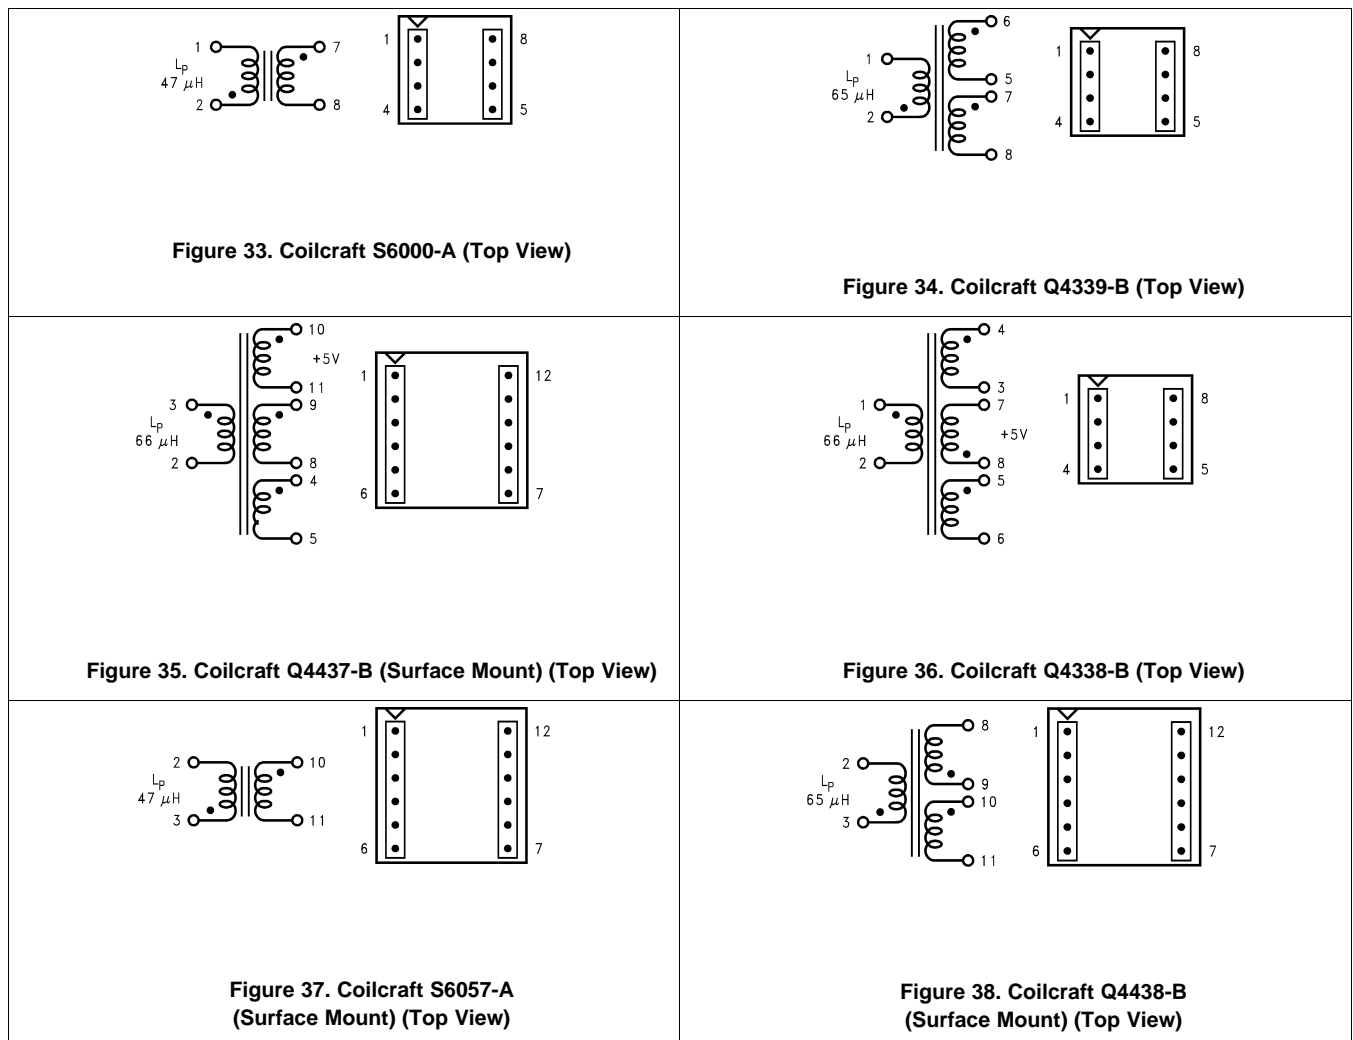 1
L_P
47 μH
2
7
8
1
4
8
5
Figure 33. Coilcraft S6000-A (Top View)
1
L_P
65 μH
2
6
5
7
8
1
4
8
5
Figure 34. Coilcraft Q4339-B (Top View)
3
L_P
66 μH
2
10
+5V
11
9
8
4
5
1
6
12
7
Figure 35. Coilcraft Q4437-B (Surface Mount) (Top View)
1
L_P
66 μH
2
4
3
7
+5V
8
5
6
1
4
8
5
Figure 36. Coilcraft Q4338-B (Top View)
2
L_P
47 μH
3
10
11
1
6
12
7
Figure 37. Coilcraft S6057-A
(Surface Mount) (Top View)
2
L_P
65 μH
3
8
9
10
11
1
6
12
7
Figure 38. Coilcraft Q4438-B
(Surface Mount) (Top View)